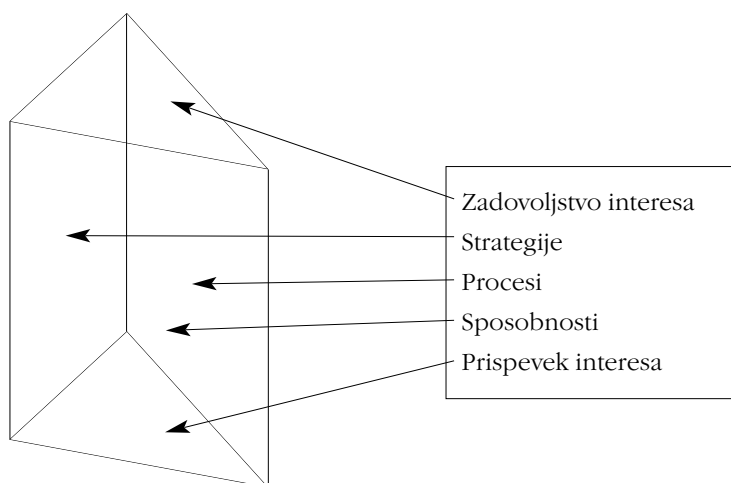 Zadovoljstvo interesa
Strategije
Procesi
Sposobnosti
Prispevek interesa